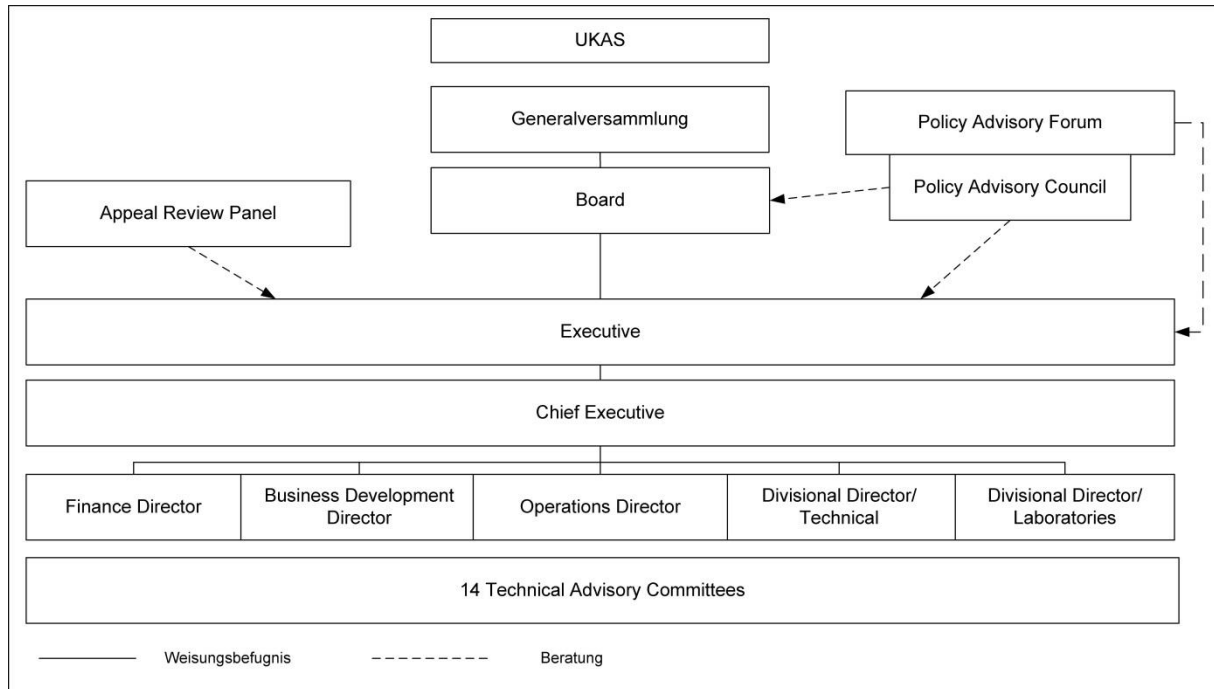 UKAS
Generalversammlung
Policy Advisory Forum
Board
Policy Advisory Council
Appeal Review Panel
Executive
Chief Executive
Finance Director
Business Development
Director
Operations Director
Divisional Director/
Technical
Divisional Director/
Laboratories
14 Technical Advisory Committees
Weisungsbefugnis
Beratung